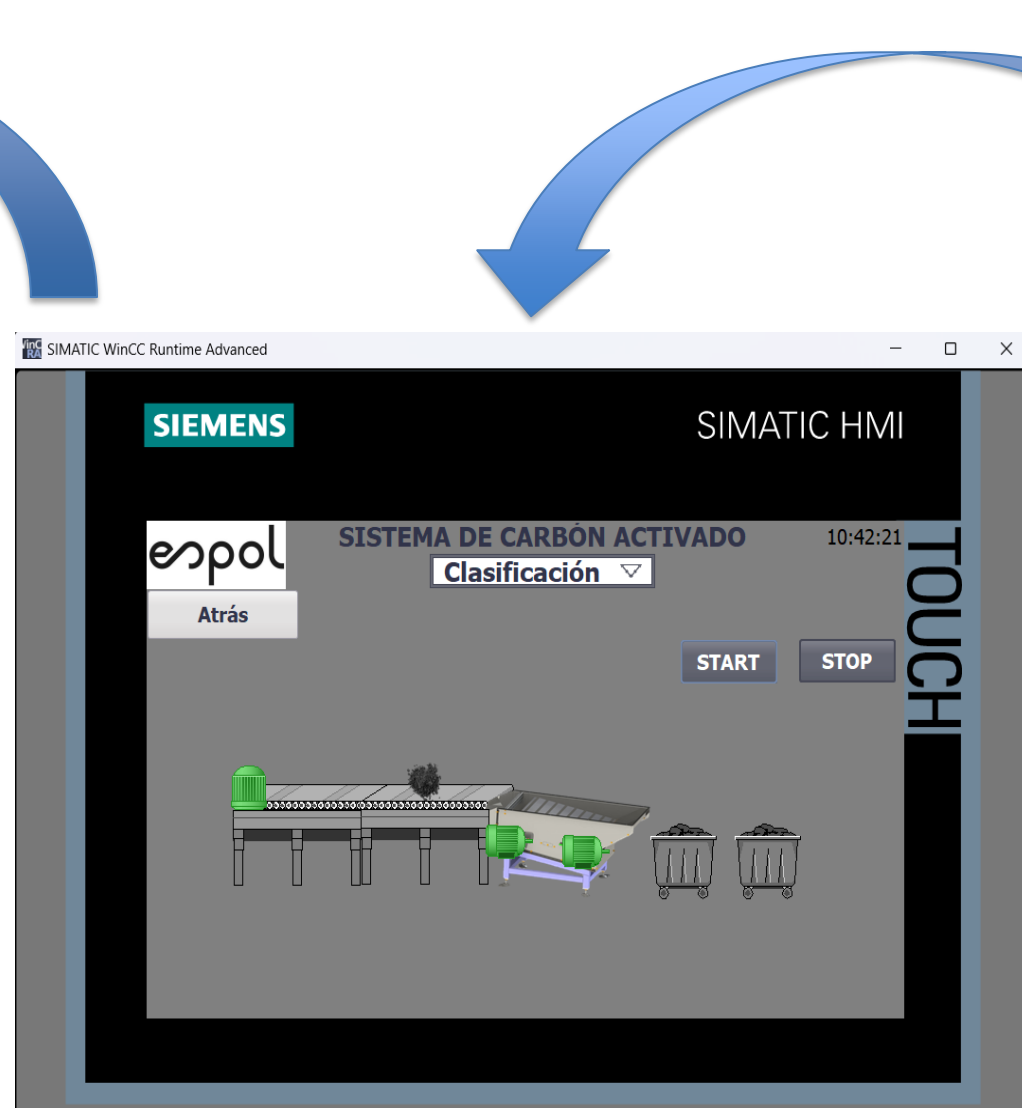 SIMATIC WinCC Runtime Advanced
SIEMENS
SIMATIC HMI
espol
SISTEMA DE CARBÓN ACTIVADO
10:42:21
Clasificación
Atrás
START
STOP
TOUCH